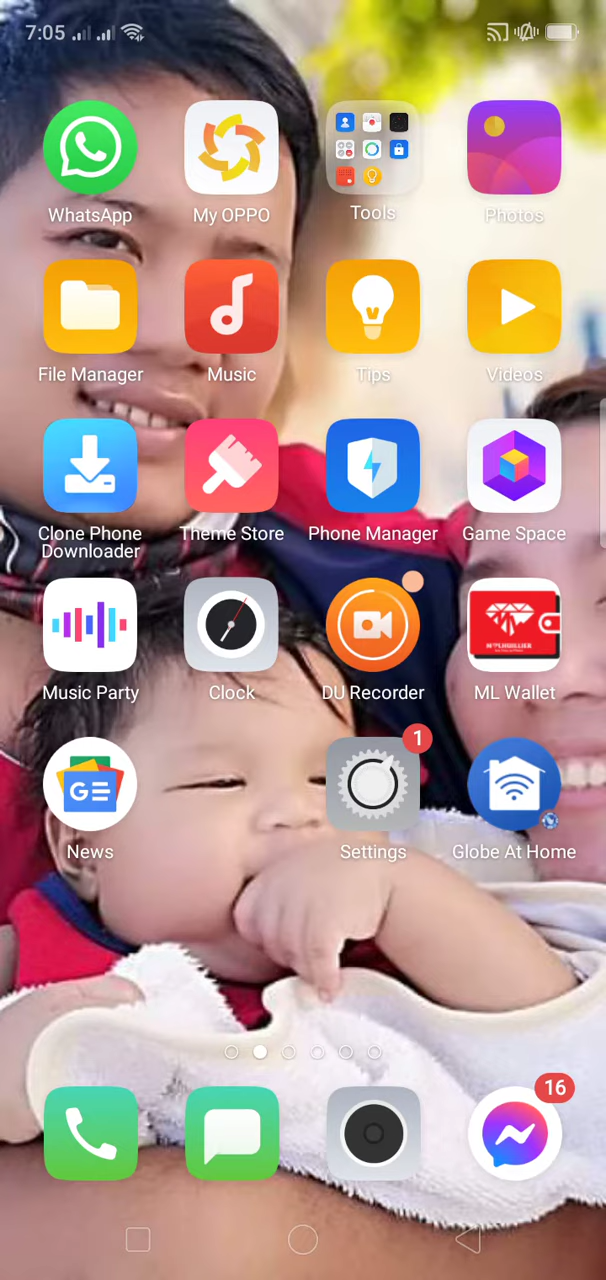 7:05
WhatsApp
My OPPO
Tools
Photos
File Manager
Music
Tips
Videos
Clone Phone
Downloader
Theme Store
Phone Manager
Game Space
Music Party
Clock
DU Recorder
ML Wallet
GE
1
News
Settings
Globe At Home
16